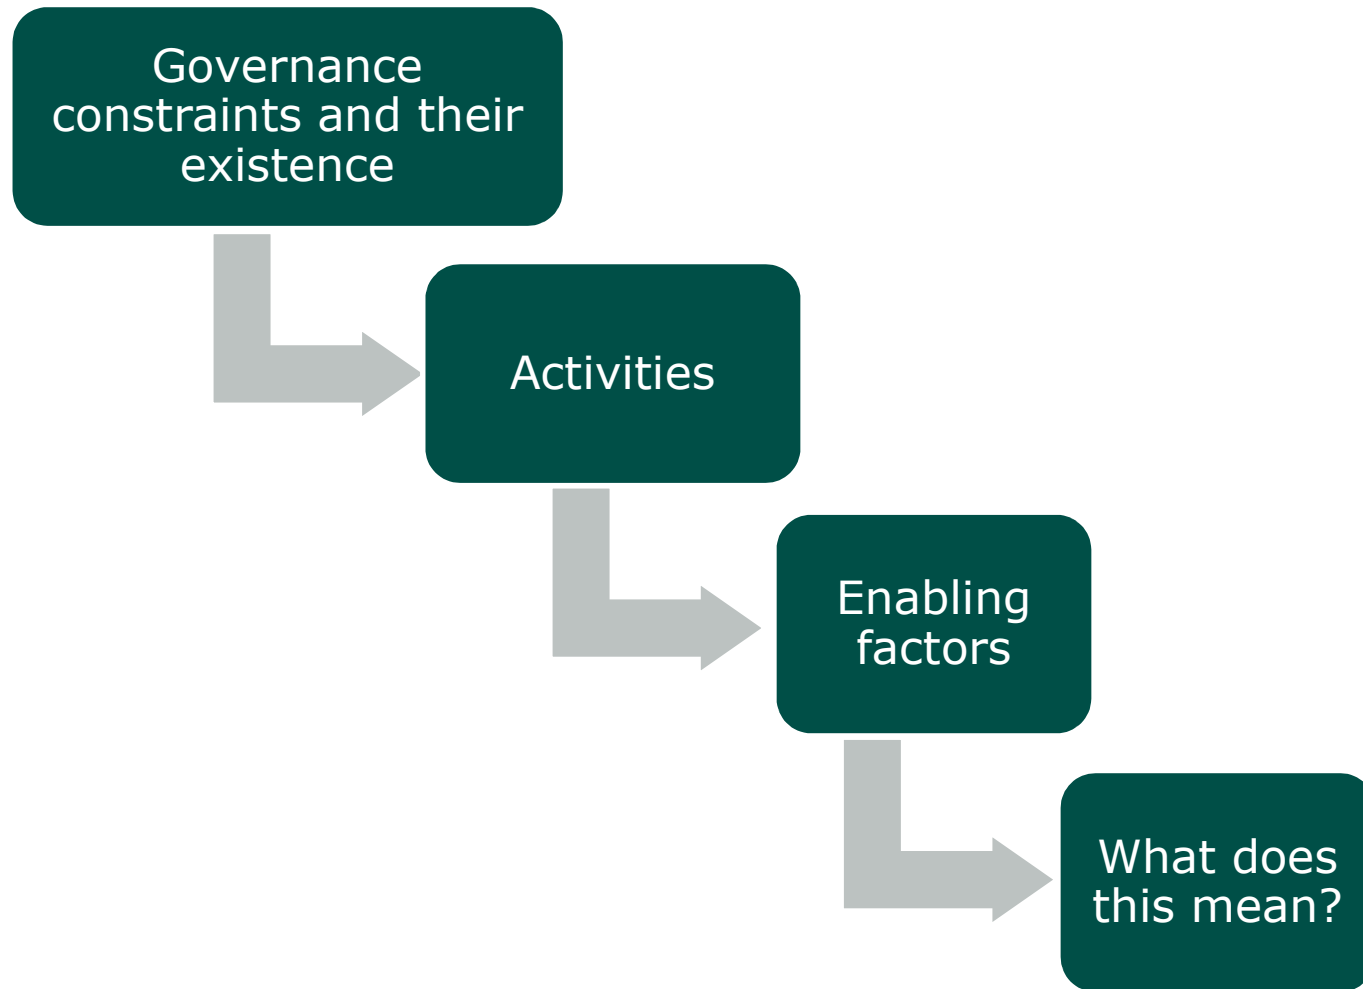 Governance
constraints and their
existence
Activities
Enabling
factors
What does
this mean?